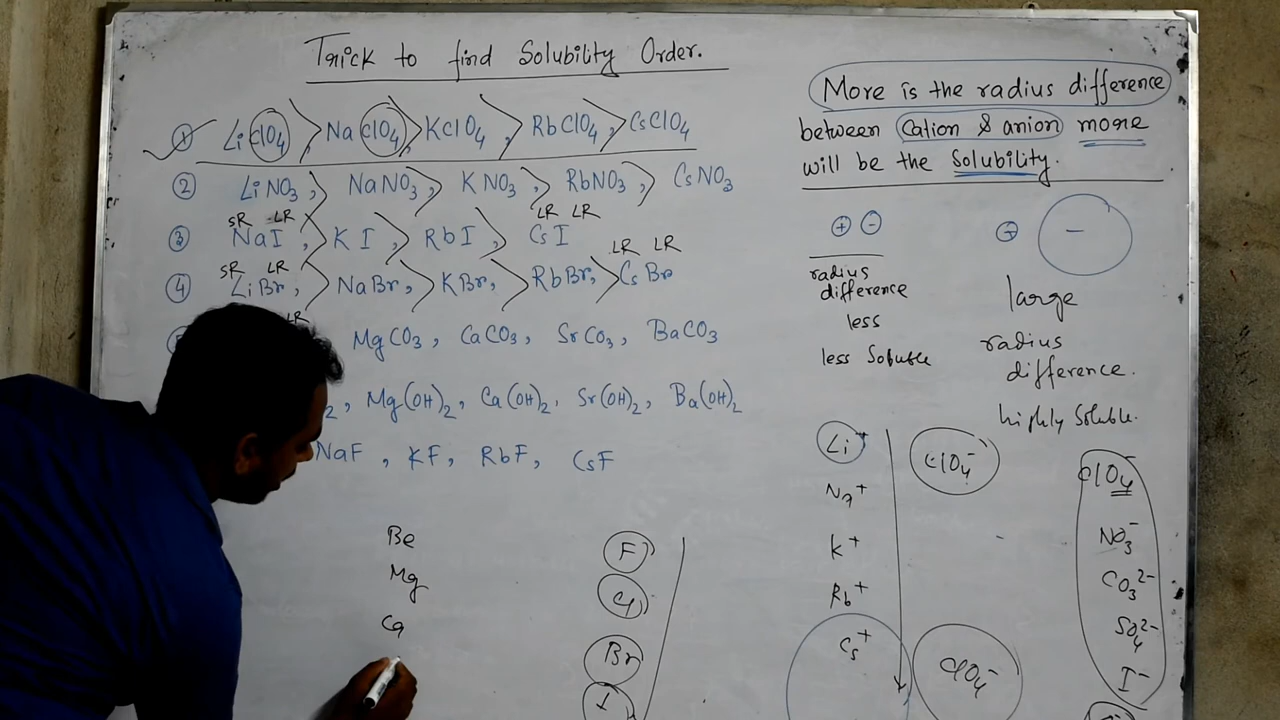 Trick to find Solubility Order.
① LiClO4 > NaClO4 > KClO4, > RbClO4, > CsClO4
② LiNO3, > NaNO3, > KNO3, > RbNO3, > CsNO3
SR LR LR LR
③ NaI, > KI > RbI, > CsI
SR LR LR LR
④ LiBr, > NaBr, > KBr, > RbBr, > CsBr
LR
MgCO3, CaCO3, SrCO3, BaCO3
2, Mg(OH)2, Ca(OH)2, Sr(OH)2, Ba(OH)2
NaF, KF, RbF, CsF
Be
Mg
Ca
F
Cl
Br
I
More is the radius difference
between Cation & anion more
will be the Solubility.
+ -
radius
difference
less
less Soluble
+ -
large
radius
difference.
highly Soluble.
Li+
Na+
K+
Rb+
Cs+
ClO4-
ClO4-
ClO4-
NO3-
CO3 2-
SO4 2-
I-